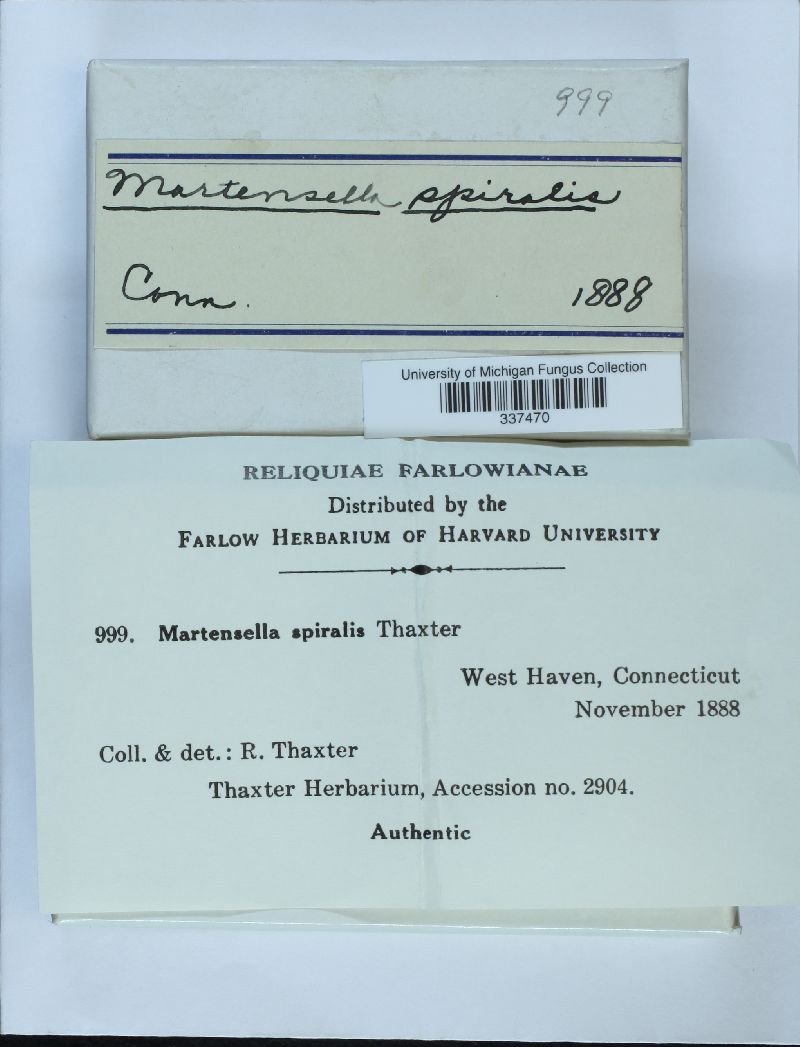 999
Martensella spiralis
Conn. 1888
University of Michigan Fungus Collection
337470
RELIQUIAE FARLOWIANAE
Distributed by the
FARLOW HERBARIUM OF HARVARD UNIVERSITY
999. Martensella spiralis Thaxter
West Haven, Connecticut
November 1888
Coll. & det.: R. Thaxter
Thaxter Herbarium, Accession no. 2904.
Authentic